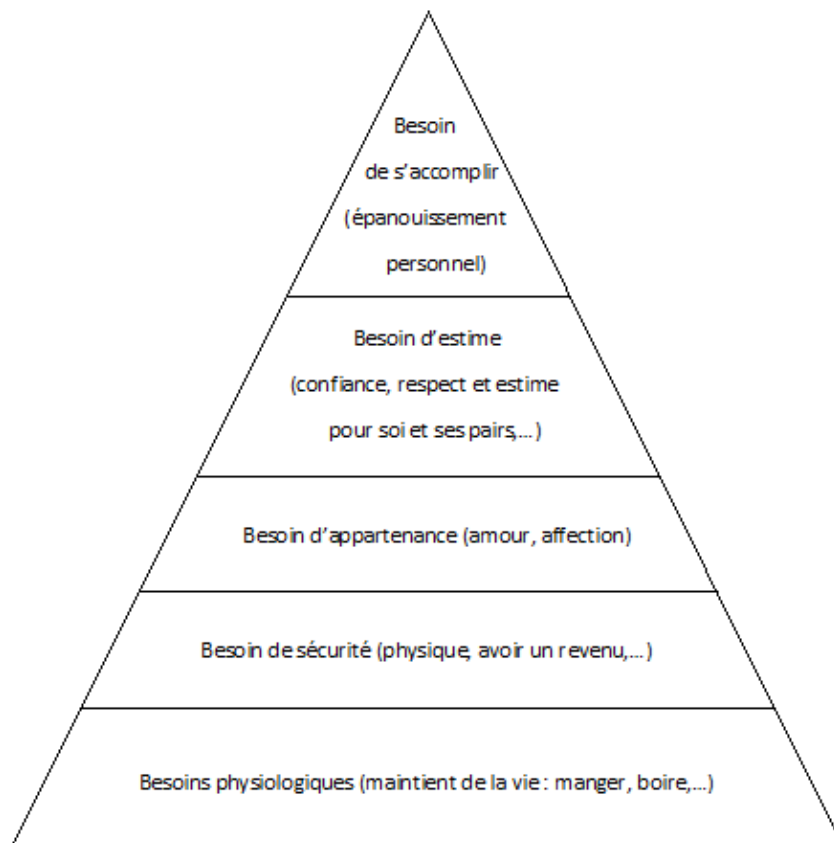 Besoin
de s’accomplir
(épanouissement
personnel)
Besoin d’estime
(confiance, respect et estime
pour soi et ses pairs,...)
Besoin d’appartenance (amour, affection)
Besoin de sécurité (physique, avoir un revenu,...)
Besoins physiologiques (maintient de la vie : manger, boire,...)